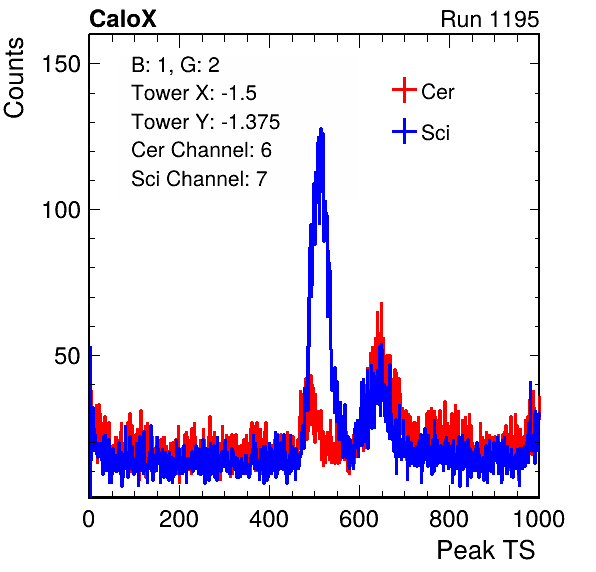 CaloX Run 1195
Counts
150
100
50
B: 1, G: 2
Tower X: -1.5
Tower Y: -1.375
Cer Channel: 6
Sci Channel: 7
Cer
Sci
0 200 400 600 800 1000
Peak TS